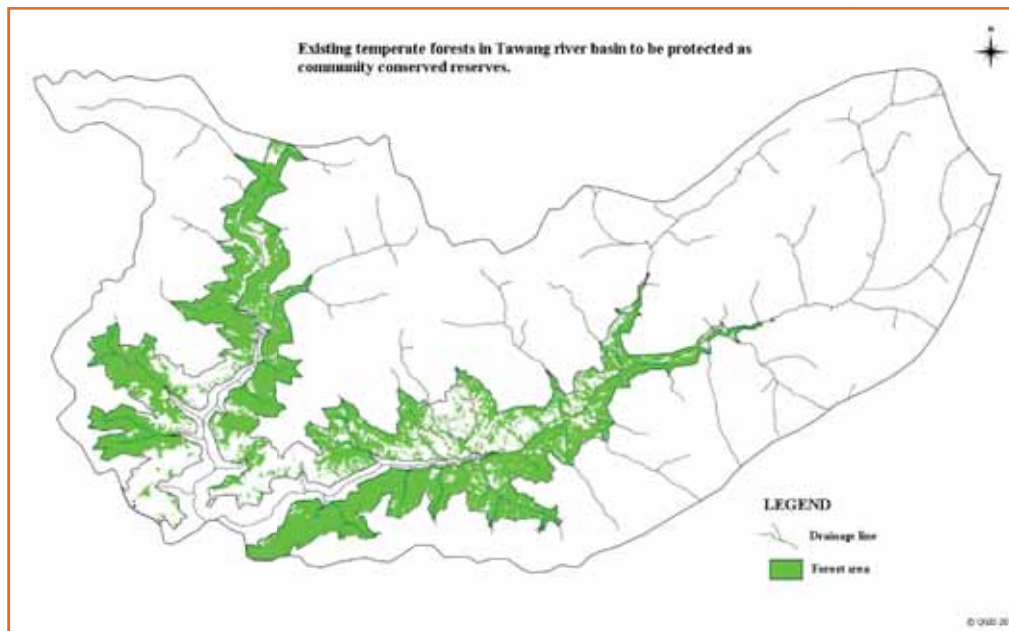 Existing temperate forests in Tawang river basin to be protected as
community conserved reserves.
LEGEND
Drainage line
Forest area